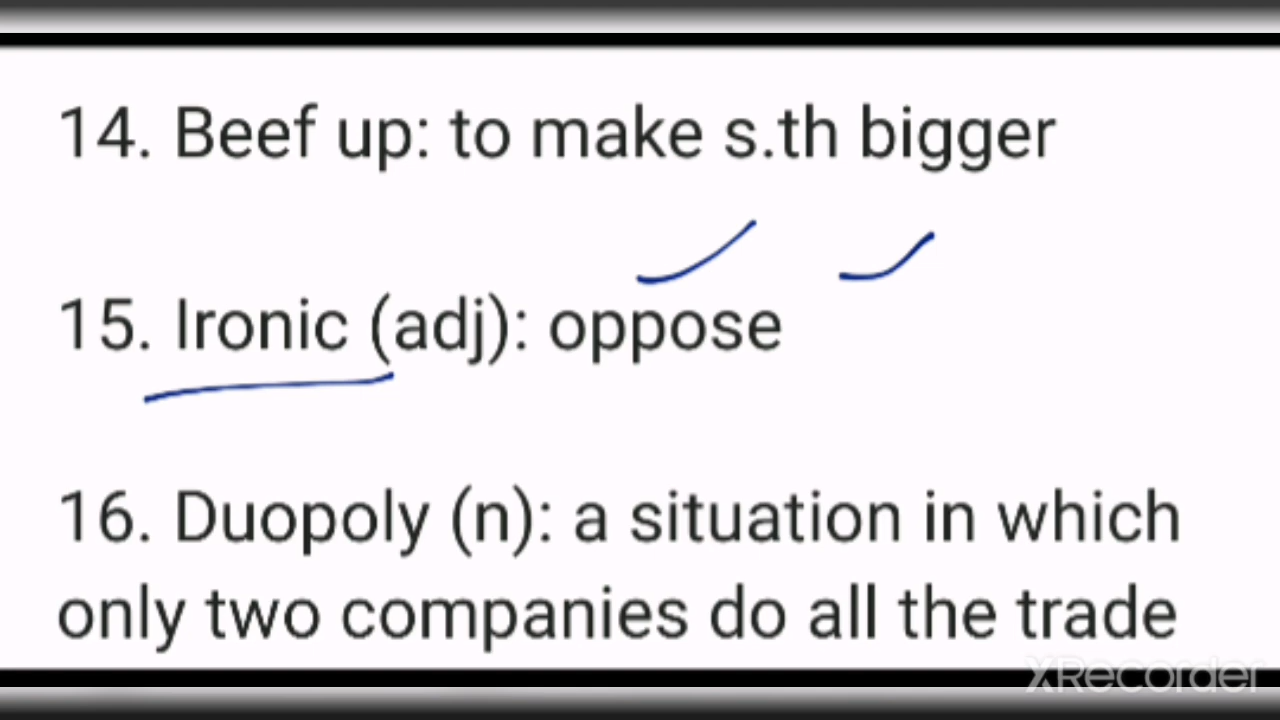 14. Beef up: to make s.th bigger
15. Ironic (adj): oppose
16. Duopoly (n): a situation in which
only two companies do all the trade
XRecorder